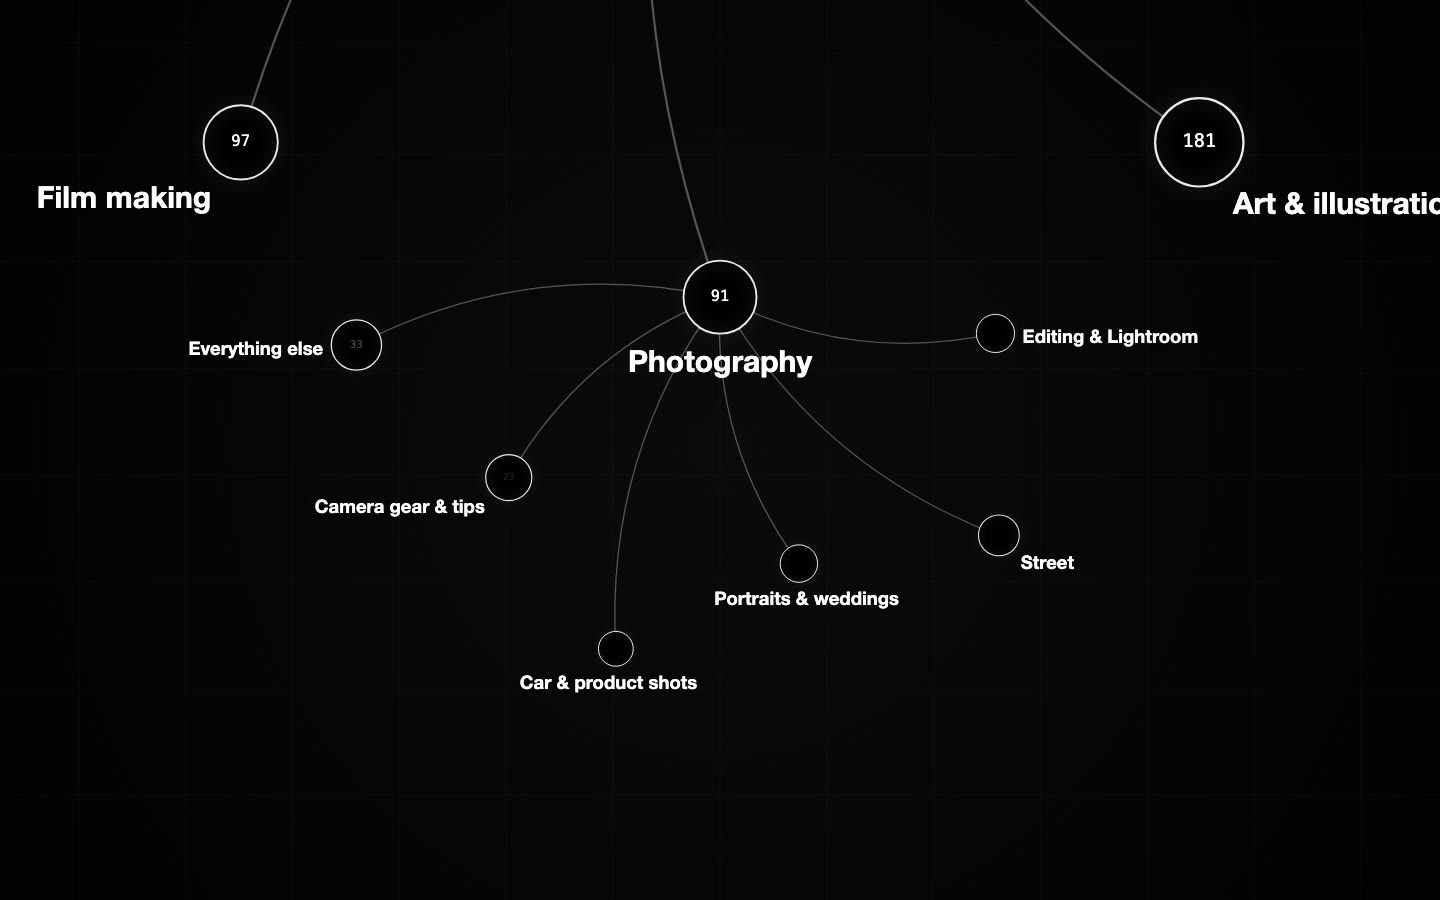 97
Film making
181
Art & illustratio
91
Photography
Everything else
33
Editing & Lightroom
Camera gear & tips
23
Street
Portraits & weddings
Car & product shots